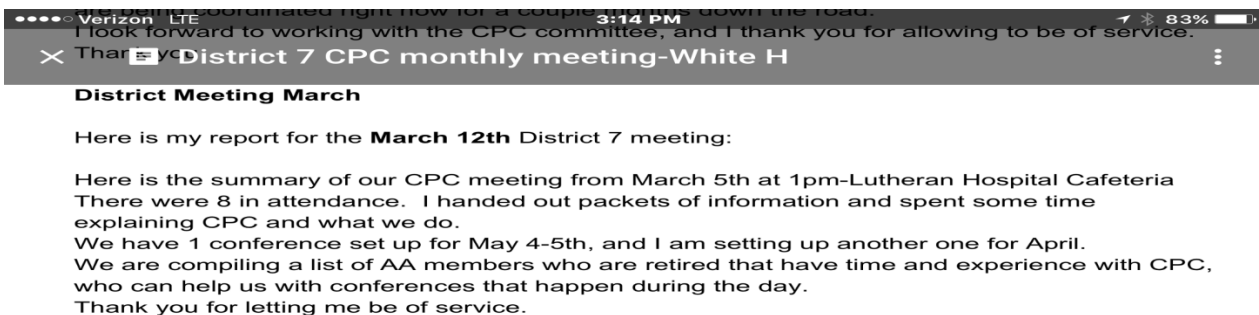 are being coordinated right now for a couple months down the road.
Verizon LTE 3:14 PM 83%
I look forward to working with the CPC committee, and I thank you for allowing to be of service.
District 7 CPC monthly meeting-White H
District Meeting March
Here is my report for the March 12th District 7 meeting:
Here is the summary of our CPC meeting from March 5th at 1pm-Lutheran Hospital Cafeteria
There were 8 in attendance.  I handed out packets of information and spent some time
explaining CPC and what we do.
We have 1 conference set up for May 4-5th, and I am setting up another one for April.
We are compiling a list of AA members who are retired that have time and experience with CPC,
who can help us with conferences that happen during the day.
Thank you for letting me be of service.